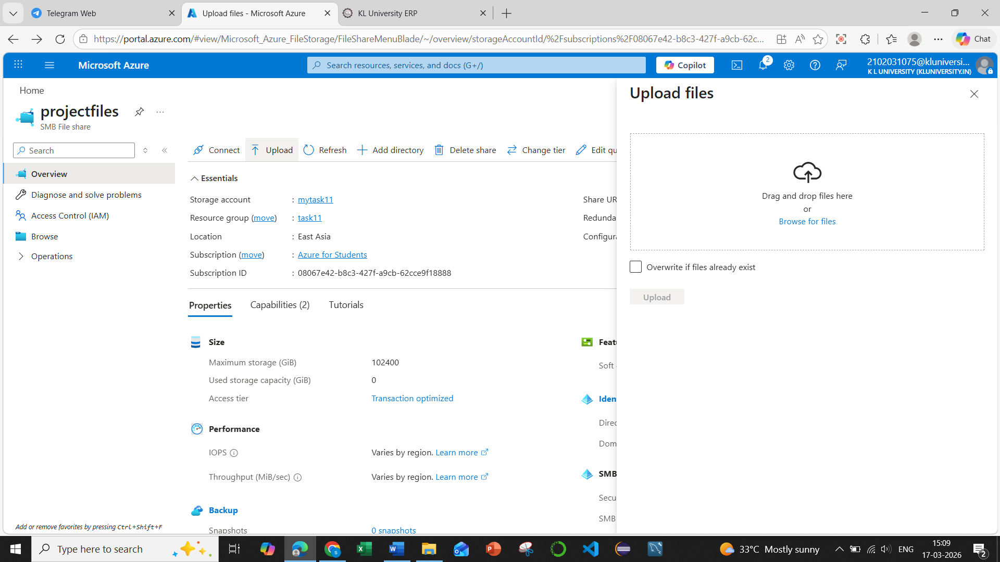 Telegram Web
Upload files - Microsoft Azure
KL University ERP
https://portal.azure.com/#view/Microsoft_Azure_FileStorage/FileShareMenuBlade/~/overview/storageAccountId/%2Fsubscriptions%2F08067e42-b8c3-427f-a9cb-62c...
Chat
Microsoft Azure
Search resources, services, and docs (G+/)
Copilot
2
2102031075@kluniversi...
K L UNIVERSITY (KLUNIVERSITY.IN)
Home
projectfiles
SMB File share
Search
Overview
Diagnose and solve problems
Access Control (IAM)
Browse
Operations
Add or remove favorites by pressing Ctrl+Shift+F
Connect
Upload
Refresh
Add directory
Delete share
Change tier
Edit qu
Essentials
Storage account : mytask11
Resource group (move) : task11
Location : East Asia
Subscription (move) : Azure for Students
Subscription ID : 08067e42-b8c3-427f-a9cb-62cce9f18888
Share UR
Redunda
Configura
Properties
Capabilities (2)
Tutorials
Size
Maximum storage (GiB) 102400
Used storage capacity (GiB) 0
Access tier Transaction optimized
Performance
IOPS Varies by region. Learn more
Throughput (MiB/sec) Varies by region. Learn more
Backup
Snapshots 0 snapshots
Featu
Soft
Iden
Direc
Dom
SMB
Secu
SMB
Upload files
Drag and drop files here
or
Browse for files
Overwrite if files already exist
Upload
Type here to search
33°C Mostly sunny
ENG
15:09
17-03-2026
2